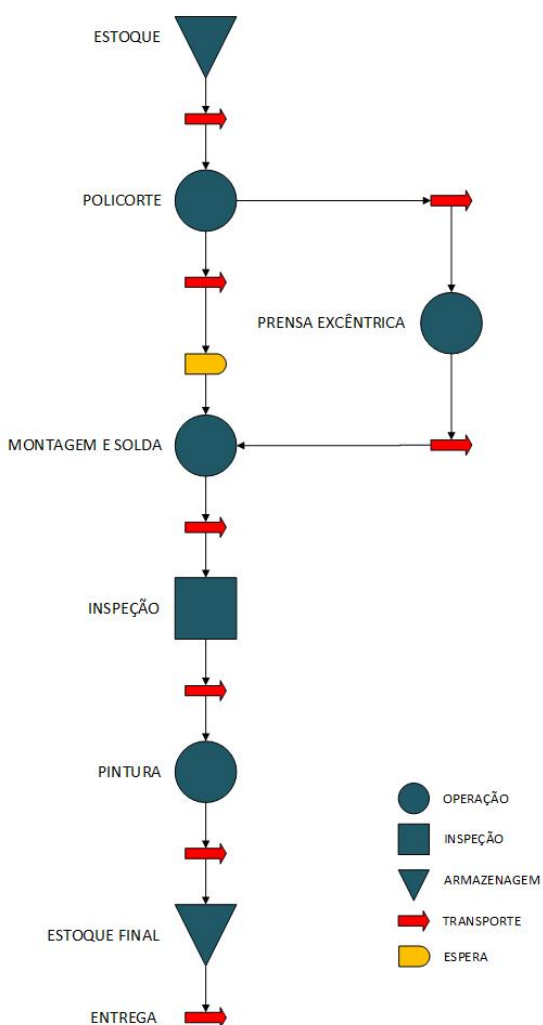 ESTOQUE
POLICORTE
PRENSA EXCÊNTRICA
MONTAGEM E SOLDA
INSPEÇÃO
PINTURA
ESTOQUE FINAL
ENTREGA
OPERAÇÃO
INSPEÇÃO
ARMAZENAGEM
TRANSPORTE
ESPERA